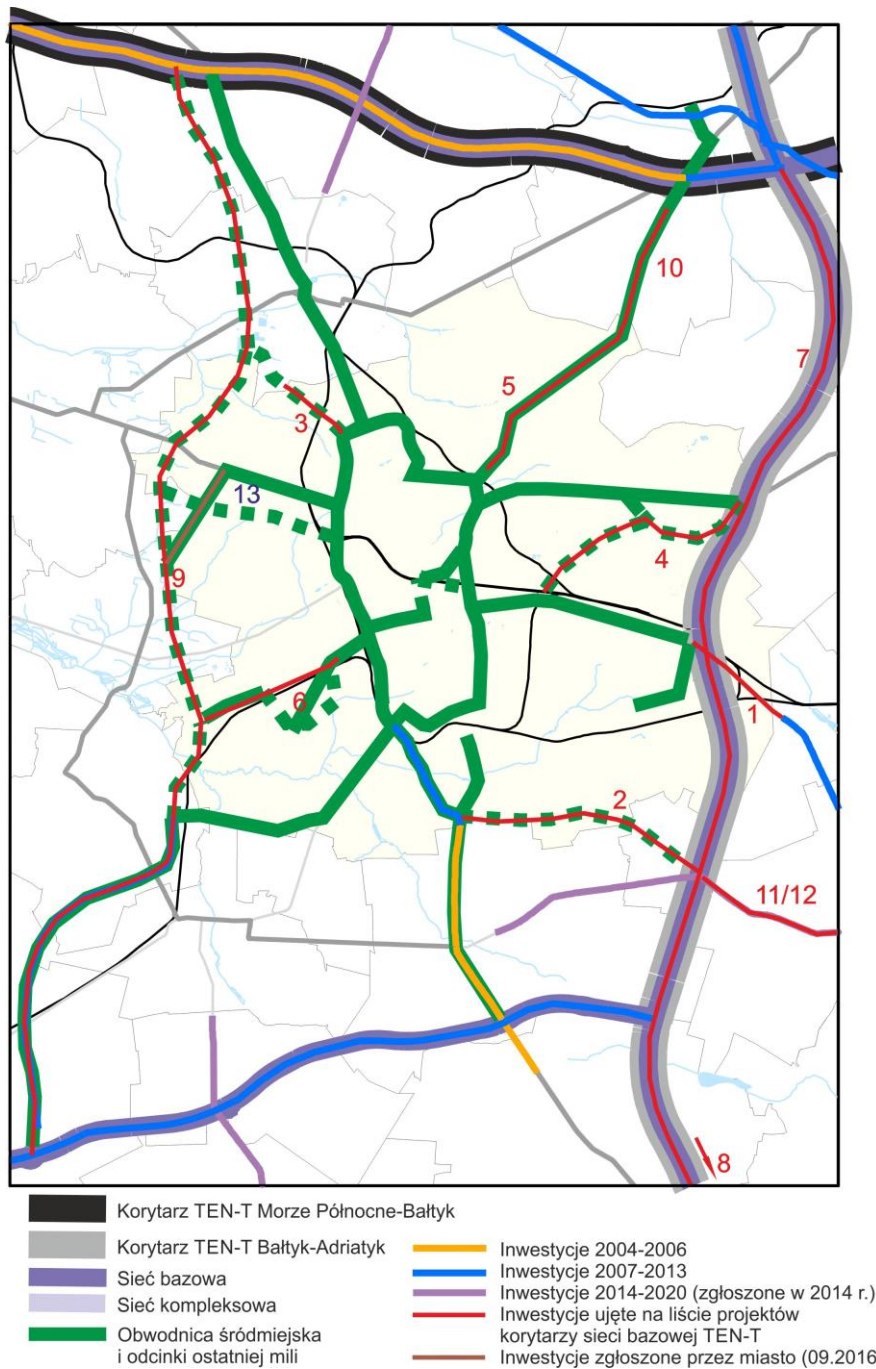 10
7
5
3
13
4
9
6
1
2
11/12
8
Korytarz TEN-T Morze Północne-Bałtyk
Korytarz TEN-T Bałtyk-Adriatyk
Sieć bazowa
Sieć kompleksowa
Obwodnica śródmiejska
i odcinki ostatniej mili
Inwestycje 2004-2006
Inwestycje 2007-2013
Inwestycje 2014-2020 (zgłoszone w 2014 r.)
Inwestycje ujęte na liście projektów
korytarzy sieci bazowej TEN-T
Inwestycje zgłoszone przez miasto (09.2016